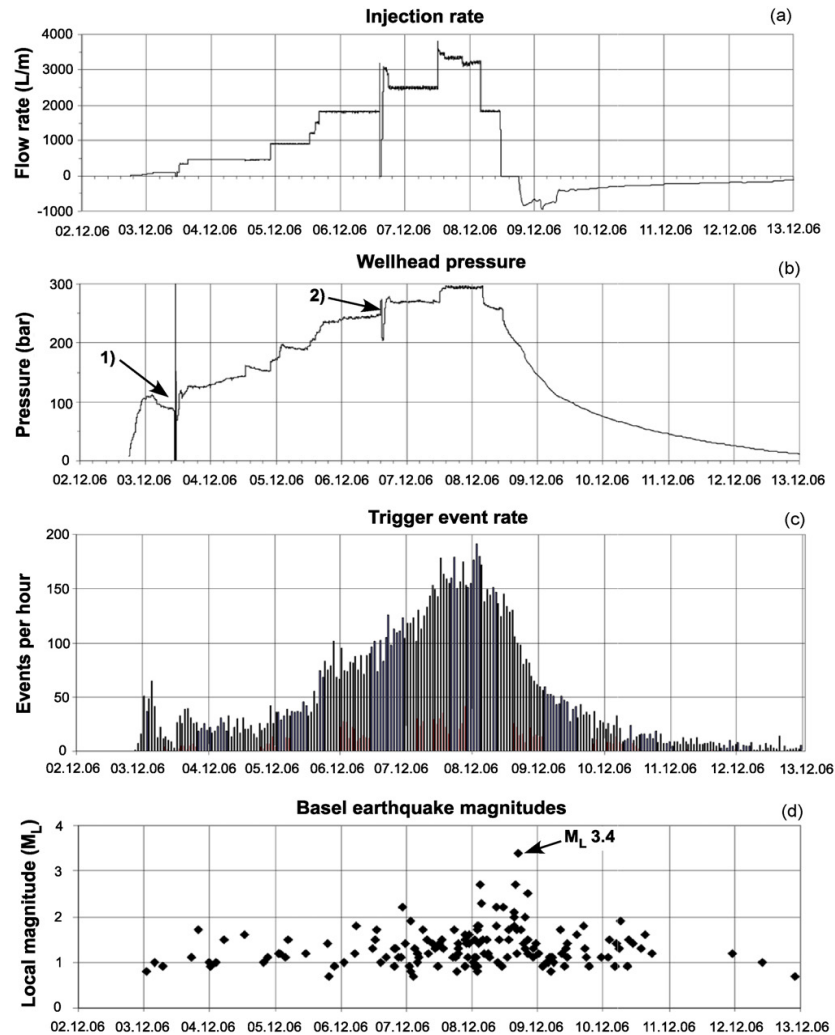 Injection rate
(a)
Flow rate (L/m)
4000
3000
2000
1000
0
-1000
02.12.06 03.12.06 04.12.06 05.12.06 06.12.06 07.12.06 08.12.06 09.12.06 10.12.06 11.12.06 12.12.06 13.12.06
Wellhead pressure
(b)
Pressure (bar)
300
200
100
0
1)
2)
02.12.06 03.12.06 04.12.06 05.12.06 06.12.06 07.12.06 08.12.06 09.12.06 10.12.06 11.12.06 12.12.06 13.12.06
Trigger event rate
(c)
Events per hour
200
150
100
50
0
02.12.06 03.12.06 04.12.06 05.12.06 06.12.06 07.12.06 08.12.06 09.12.06 10.12.06 11.12.06 12.12.06 13.12.06
Basel earthquake magnitudes
(d)
Local magnitude (ML)
4
3
2
1
0
ML 3.4
02.12.06 03.12.06 04.12.06 05.12.06 06.12.06 07.12.06 08.12.06 09.12.06 10.12.06 11.12.06 12.12.06 13.12.06